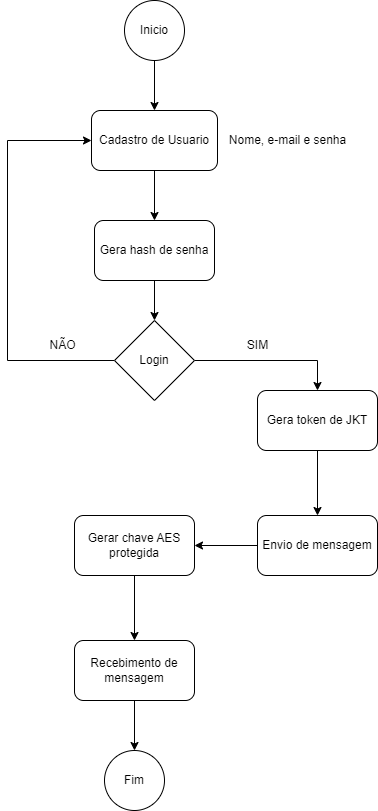 Inicio
Cadastro de Usuario
Nome, e-mail e senha
Gera hash de senha
NÃO
Login
SIM
Gera token de JKT
Envio de mensagem
Gerar chave AES
protegida
Recebimento de
mensagem
Fim